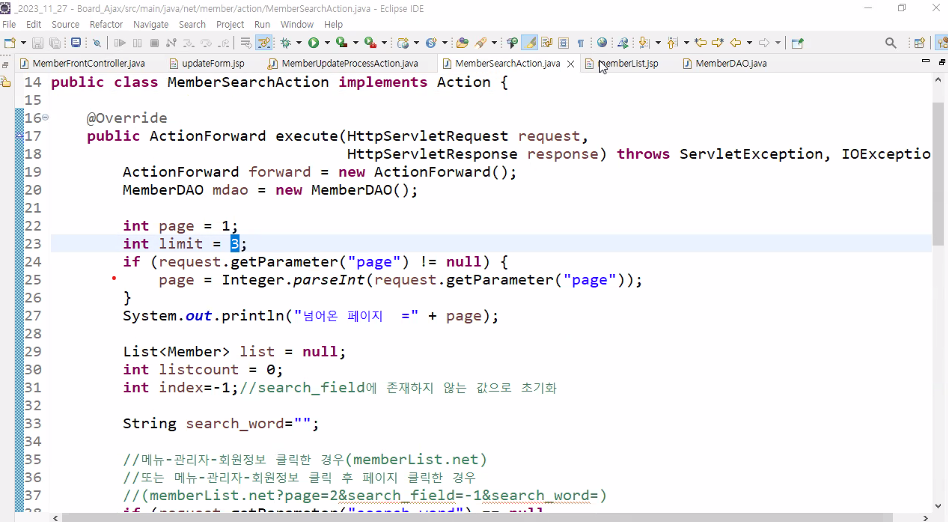 _2023_11_27 - Board_Ajax/src/main/java/net/member/action/MemberSearchAction.java - Eclipse IDE
File Edit Source Refactor Navigate Search Project Run Window Help
MemberFrontController.java updateForm.jsp MemberUpdateProcessAction.java MemberSearchAction.java memberList.jsp MemberDAO.java
14 public class MemberSearchAction implements Action {
15
16 @Override
17 public ActionForward execute(HttpServletRequest request,
18 HttpServletResponse response) throws ServletException, IOExceptio
19 ActionForward forward = new ActionForward();
20 MemberDAO mdao = new MemberDAO();
21
22 int page = 1;
23 int limit = 3;
24 if (request.getParameter("page") != null) {
25 page = Integer.parseInt(request.getParameter("page"));
26 }
27 System.out.println("넘어온 페이지 =" + page);
28
29 List<Member> list = null;
30 int listcount = 0;
31 int index=-1;//search_field에 존재하지 않는 값으로 초기화
32
33 String search_word="";
34
35 //메뉴-관리자-회원정보 클릭한 경우(memberList.net)
36 //또는 메뉴-관리자-회원정보 클릭 후 페이지 클릭한 경우
37 //(memberList.net?page=2&search_field=-1&search_word=)
38 if (request.getParameter("search_word") == null